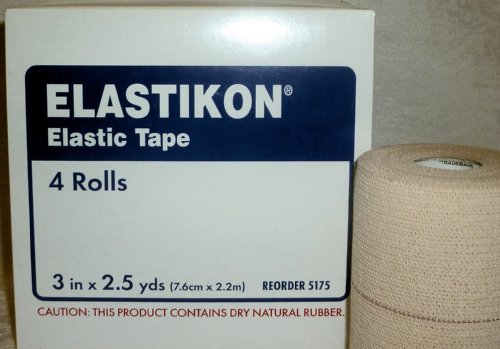 ELASTIKON®
Elastic Tape
4 Rolls
3 in x 2.5 yds (7.6cm x 2.2m) REORDER 5175
CAUTION: THIS PRODUCT CONTAINS DRY NATURAL RUBBER.
TRADEMARK